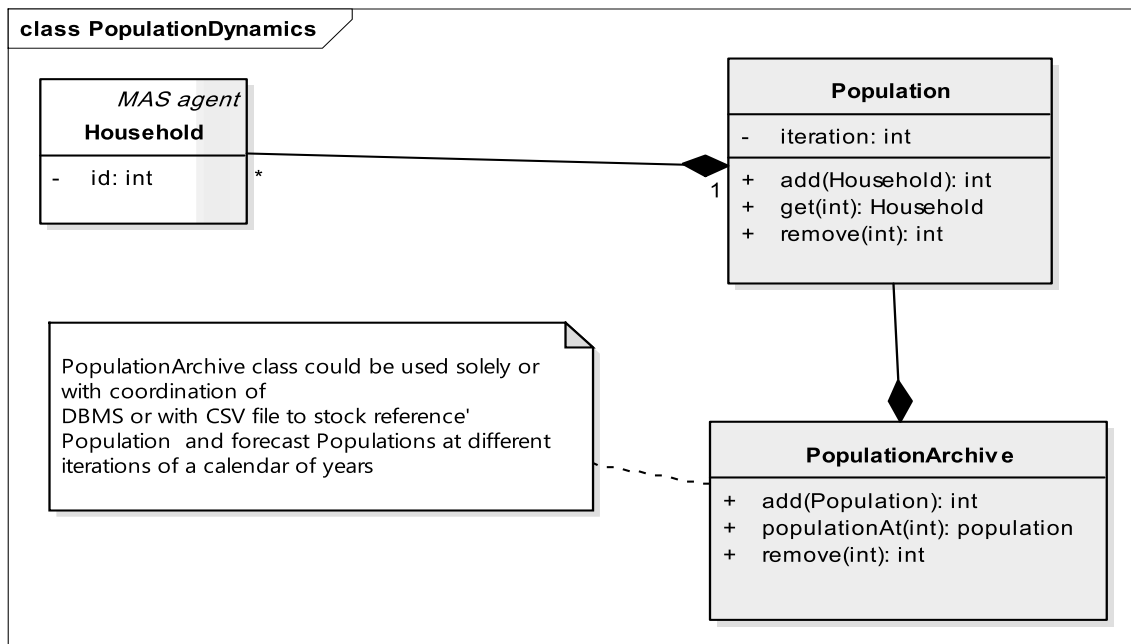 class PopulationDynamics
MAS agent
Household
- id: int
*
1
Population
- iteration: int
+ add(Household): int
+ get(int): Household
+ remove(int): int
PopulationArchive class could be used solely or
with coordination of
DBMS or with CSV file to stock reference'
Population and forecast Populations at different
iterations of a calendar of years
PopulationArchive
+ add(Population): int
+ populationAt(int): population
+ remove(int): int